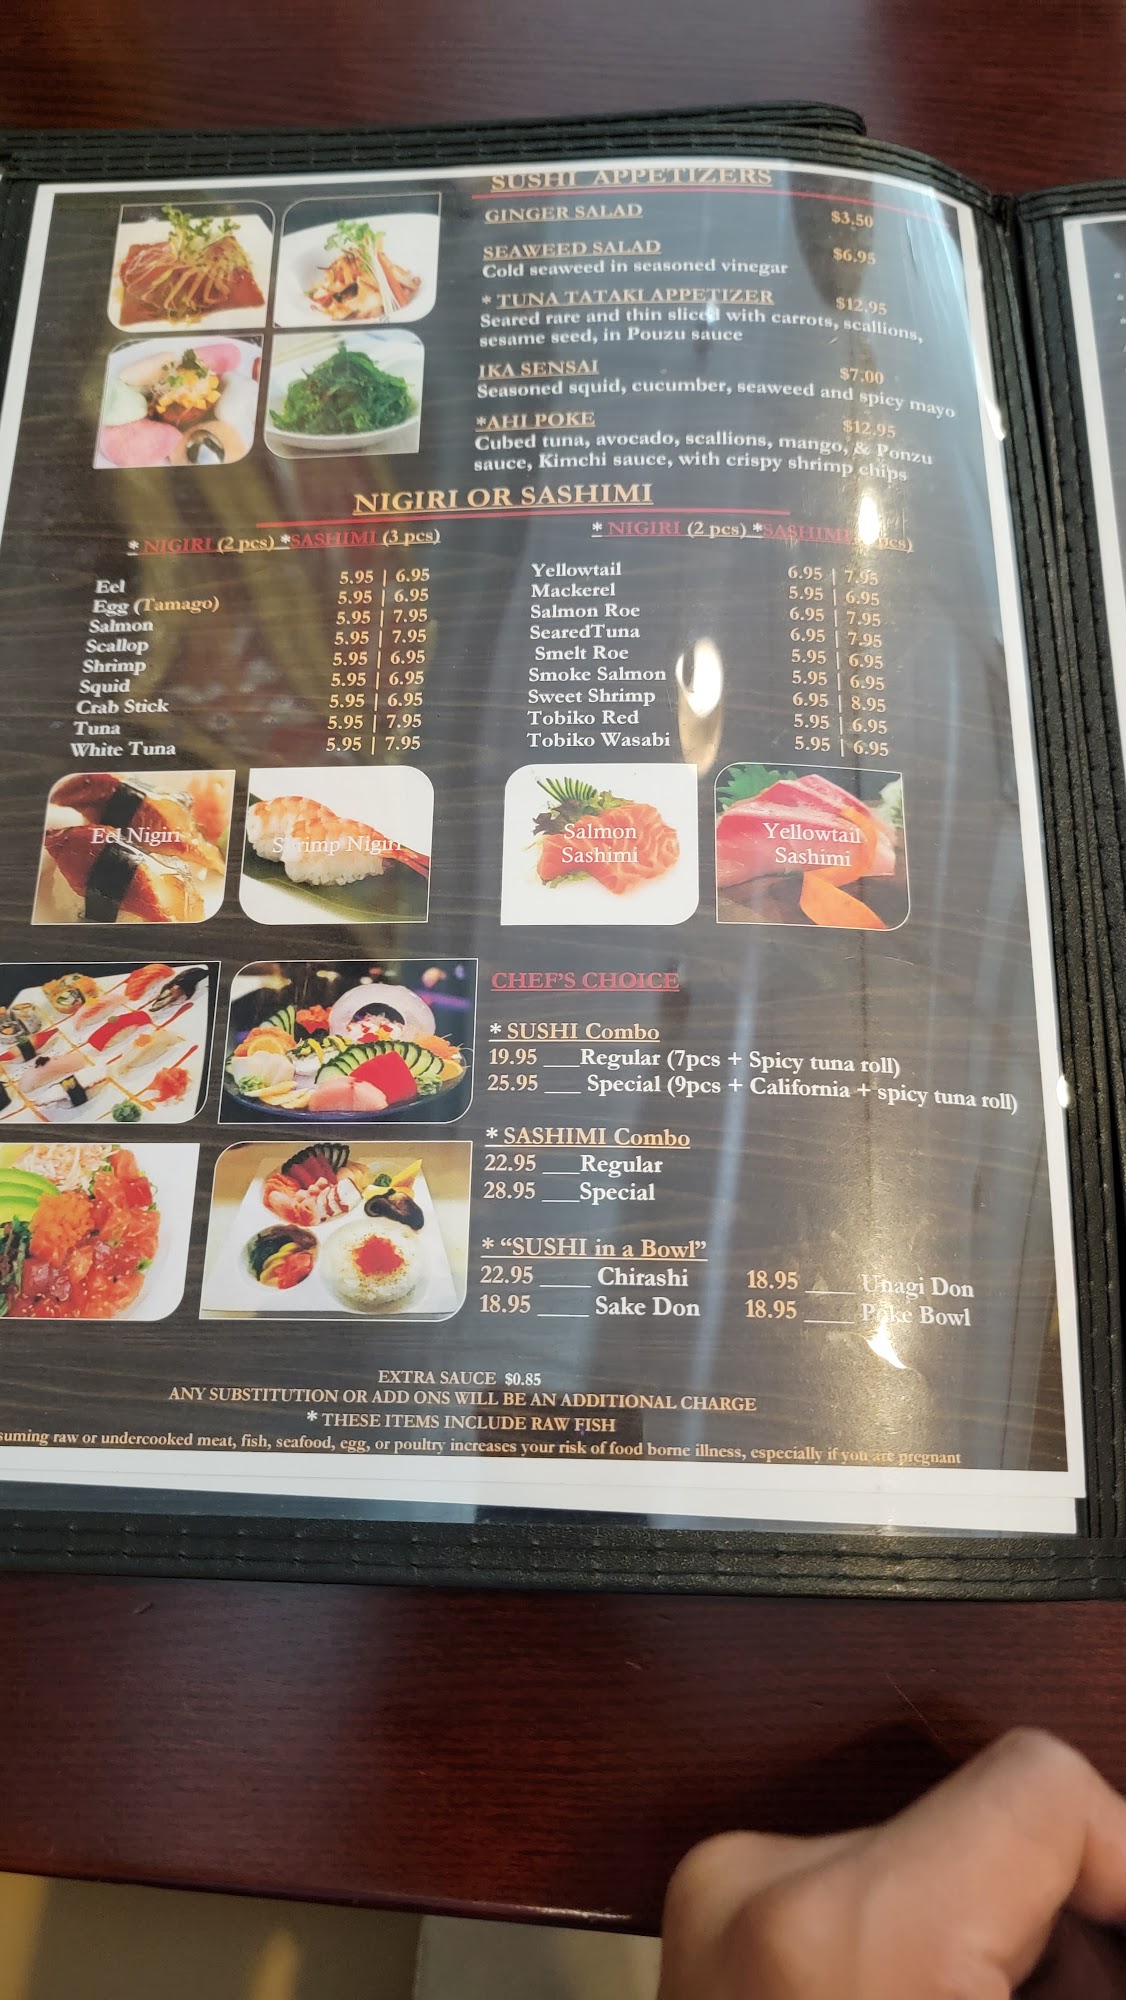 SUSHI APPETIZERS
GINGER SALAD $3.50
SEAWEED SALAD $6.95
Cold seaweed in seasoned vinegar
* TUNA TATAKI APPETIZER $12.95
Seared rare and thin sliced with carrots, scallions,
sesame seed, in Pouzu sauce
IKA SENSAI $7.00
Seasoned squid, cucumber, seaweed and spicy mayo
*AHI POKE $12.95
Cubed tuna, avocado, scallions, mango, & Ponzu
sauce, Kimchi sauce, with crispy shrimp chips
NIGIRI OR SASHIMI
* NIGIRI (2 pcs) *SASHIMI (3 pcs)
Eel 5.95 | 6.95
Egg (Tamago) 5.95 | 6.95
Salmon 5.95 | 7.95
Scallop 5.95 | 7.95
Shrimp 5.95 | 6.95
Squid 5.95 | 6.95
Crab Stick 5.95 | 6.95
Tuna 5.95 | 7.95
White Tuna 5.95 | 7.95
* NIGIRI (2 pcs) *SASHIMI pcs)
Yellowtail 6.95 | 7.95
Mackerel 5.95 | 6.95
Salmon Roe 6.95 | 7.95
SearedTuna 6.95 | 7.95
Smelt Roe 5.95 | 6.95
Smoke Salmon 5.95 | 6.95
Sweet Shrimp 6.95 | 8.95
Tobiko Red 5.95 | 6.95
Tobiko Wasabi 5.95 | 6.95
Eel Nigiri
Shrimp Nigiri
Salmon
Sashimi
Yellowtail
Sashimi
CHEF'S CHOICE
* SUSHI Combo
19.95 ___Regular (7pcs + Spicy tuna roll)
25.95 ___ Special (9pcs + California + spicy tuna roll)
* SASHIMI Combo
22.95 ___Regular
28.95 ___Special
* “SUSHI in a Bowl”
22.95 ____ Chirashi 18.95 ____ Unagi Don
18.95 ____ Sake Don 18.95 ____ Poke Bowl
EXTRA SAUCE $0.85
ANY SUBSTITUTION OR ADD ONS WILL BE AN ADDITIONAL CHARGE
* THESE ITEMS INCLUDE RAW FISH
suming raw or undercooked meat, fish, seafood, egg, or poultry increases your risk of food borne illness, especially if you are pregnant